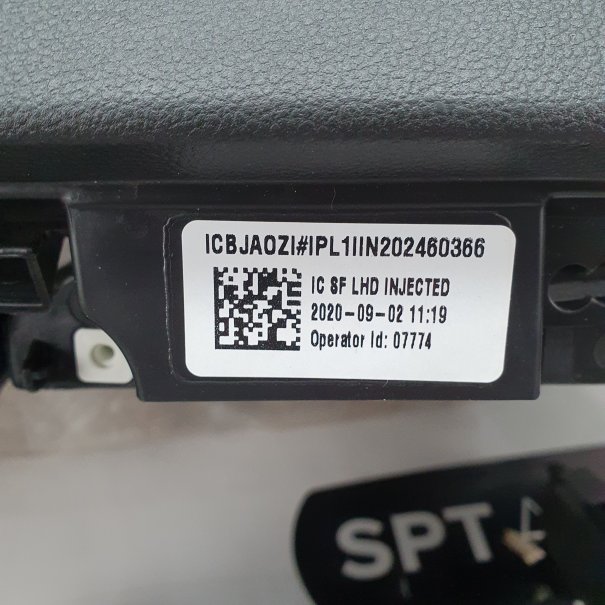 ICBJAOZI#IPL1IIN202460366
IC SF LHD INJECTED
2020-09-02 11:19
Operator Id: 07774
SPT